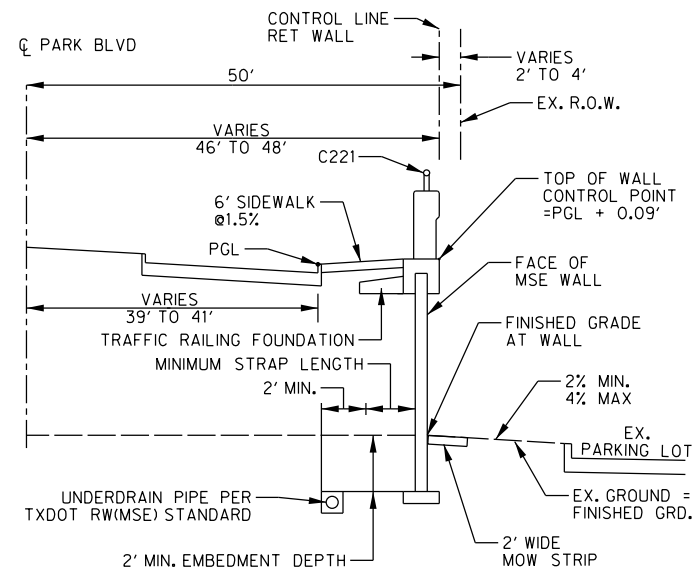 CONTROL LINE
RET WALL
℄ PARK BLVD
VARIES
2' TO 4'
50'
EX. R.O.W.
VARIES
46' TO 48'
C221
TOP OF WALL
CONTROL POINT
=PGL + 0.09'
6' SIDEWALK
@1.5%
PGL
FACE OF
MSE WALL
VARIES
39' TO 41'
TRAFFIC RAILING FOUNDATION
FINISHED GRADE
AT WALL
MINIMUM STRAP LENGTH
2' MIN.
2% MIN.
4% MAX
EX.
PARKING LOT
UNDERDRAIN PIPE PER
TXDOT RW(MSE) STANDARD
EX. GROUND =
FINISHED GRD.
2' WIDE
MOW STRIP
2' MIN. EMBEDMENT DEPTH